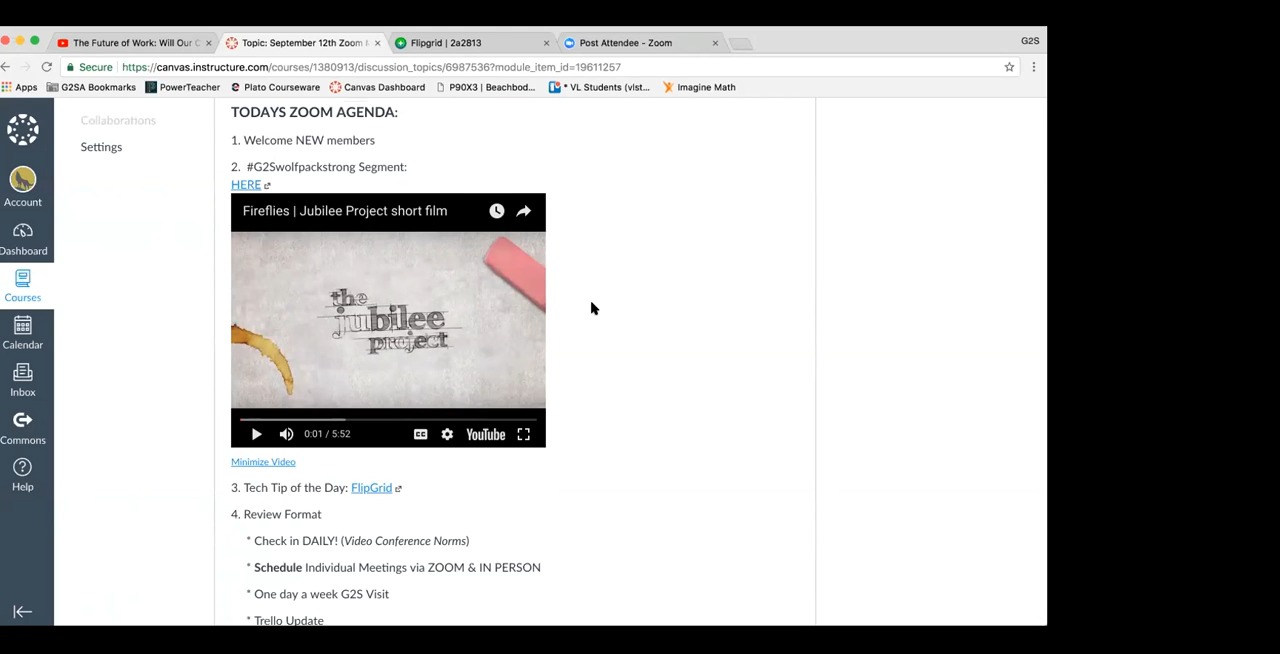 The Future of Work: Will Our C
Topic: September 12th Zoom M
Flipgrid | 2a2813
Post Attendee - Zoom
G2S
Secure
https://canvas.instructure.com/courses/1380913/discussion_topics/6987536?module_item_id=19611257
Apps
G2SA Bookmarks
PowerTeacher
Plato Courseware
Canvas Dashboard
P90X3 | Beachbod...
* VL Students (vlst...
Imagine Math
Account
Dashboard
Courses
Calendar
Inbox
Commons
Help
Collaborations
Settings
TODAYS ZOOM AGENDA:
1. Welcome NEW members
2. #G2Swolfpackstrong Segment:
HERE
Fireflies | Jubilee Project short film
the
jubilee
project
0:01 / 5:52
CC
YouTube
Minimize Video
3. Tech Tip of the Day: FlipGrid
4. Review Format
* Check in DAILY! (Video Conference Norms)
* Schedule Individual Meetings via ZOOM & IN PERSON
* One day a week G2S Visit
* Trello Update